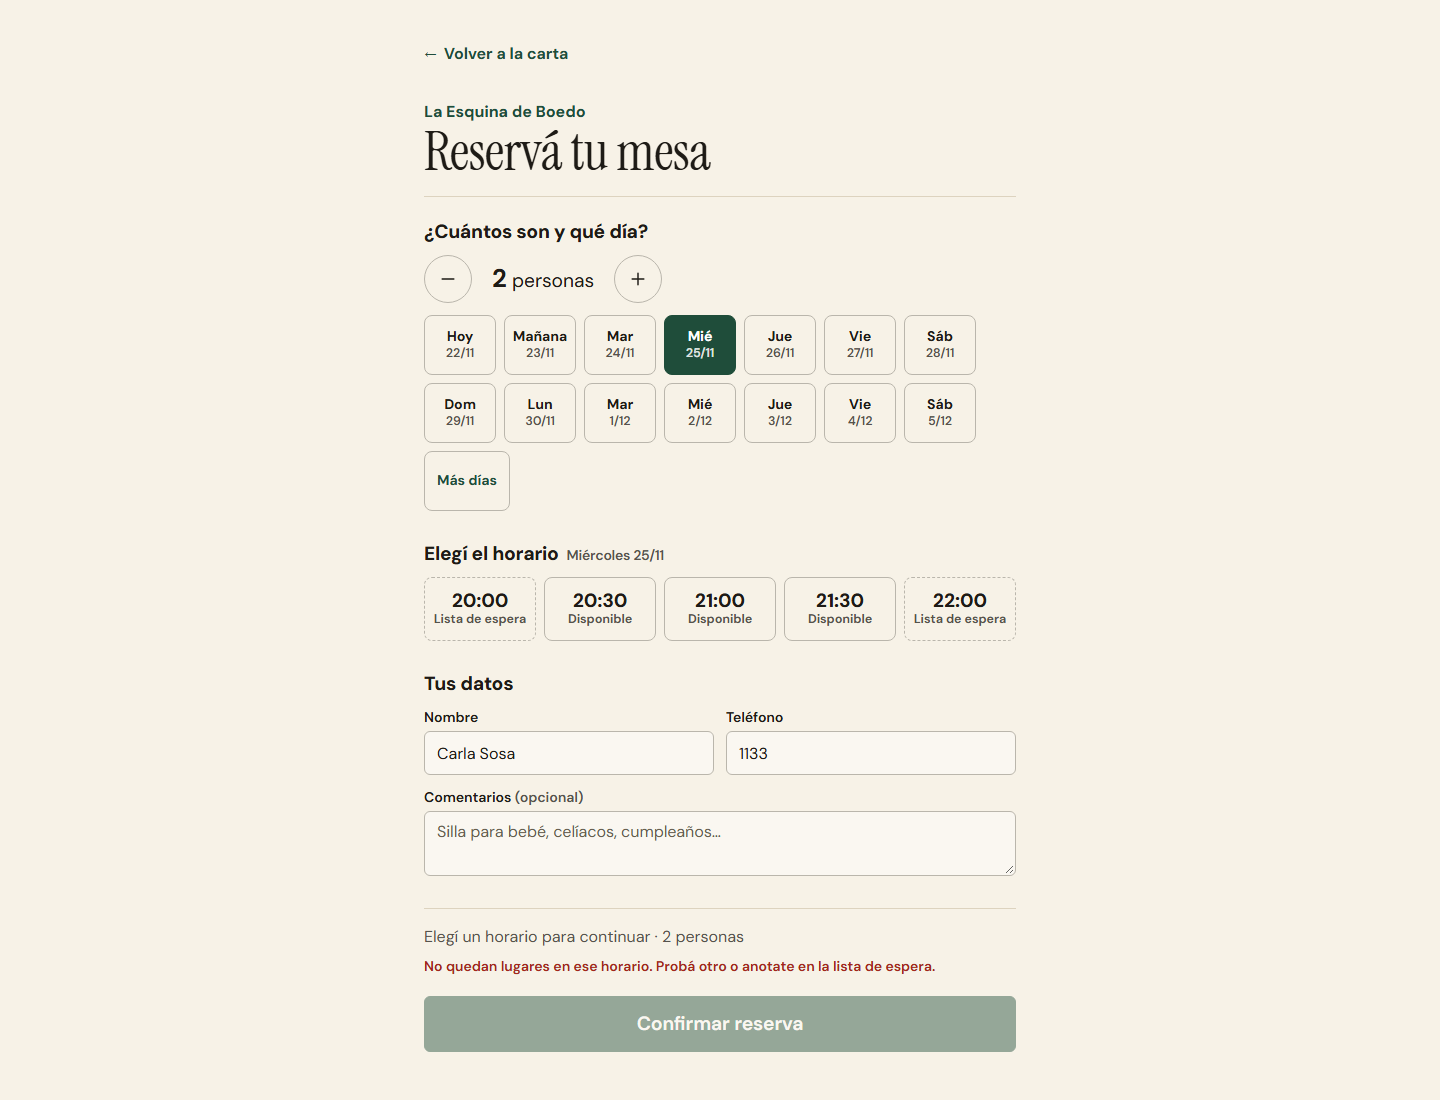 ← Volver a la carta
La Esquina de Boedo
Reservá tu mesa
¿Cuántos son y qué día?
− 2 personas +
Hoy Mañana Mar Mié Jue Vie Sáb
22/11 23/11 24/11 25/11 26/11 27/11 28/11
Dom Lun Mar Mié Jue Vie Sáb
29/11 30/11 1/12 2/12 3/12 4/12 5/12
Más días
Elegí el horario Miércoles 25/11
20:00 20:30 21:00 21:30 22:00
Lista de espera Disponible Disponible Disponible Lista de espera
Tus datos
Nombre Teléfono
Carla Sosa 1133
Comentarios (opcional)
Silla para bebé, celíacos, cumpleaños...
Elegí un horario para continuar · 2 personas
No quedan lugares en ese horario. Probá otro o anotate en la lista de espera.
Confirmar reserva